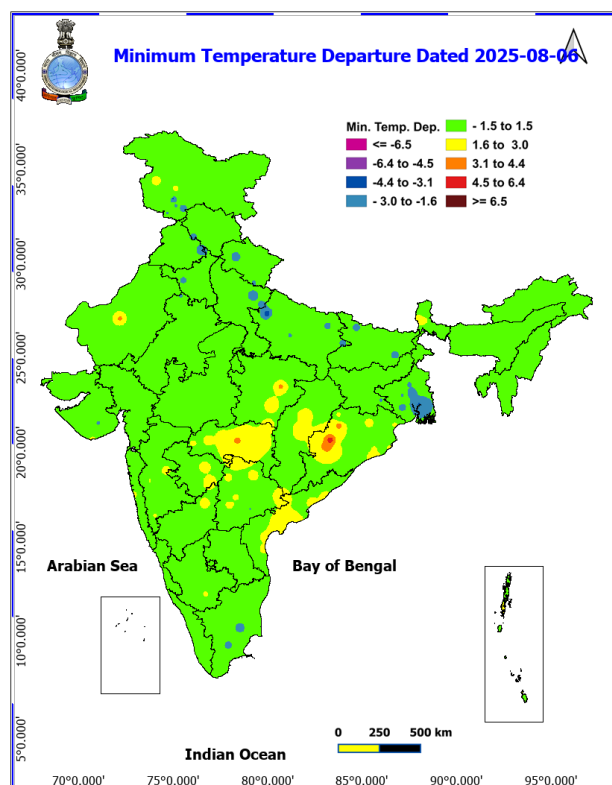 Minimum Temperature Departure Dated 2025-08-06
Min. Temp. Dep.
<= -6.5
-6.4 to -4.5
-4.4 to -3.1
- 3.0 to -1.6
- 1.5 to 1.5
1.6 to 3.0
3.1 to 4.4
4.5 to 6.4
>= 6.5
40°0.000'
35°0.000'
30°0.000'
25°0.000'
20°0.000'
15°0.000'
10°0.000'
5°0.000'
Arabian Sea
Bay of Bengal
Indian Ocean
0 250 500 km
70°0.000' 75°0.000' 80°0.000' 85°0.000' 90°0.000' 95°0.000'